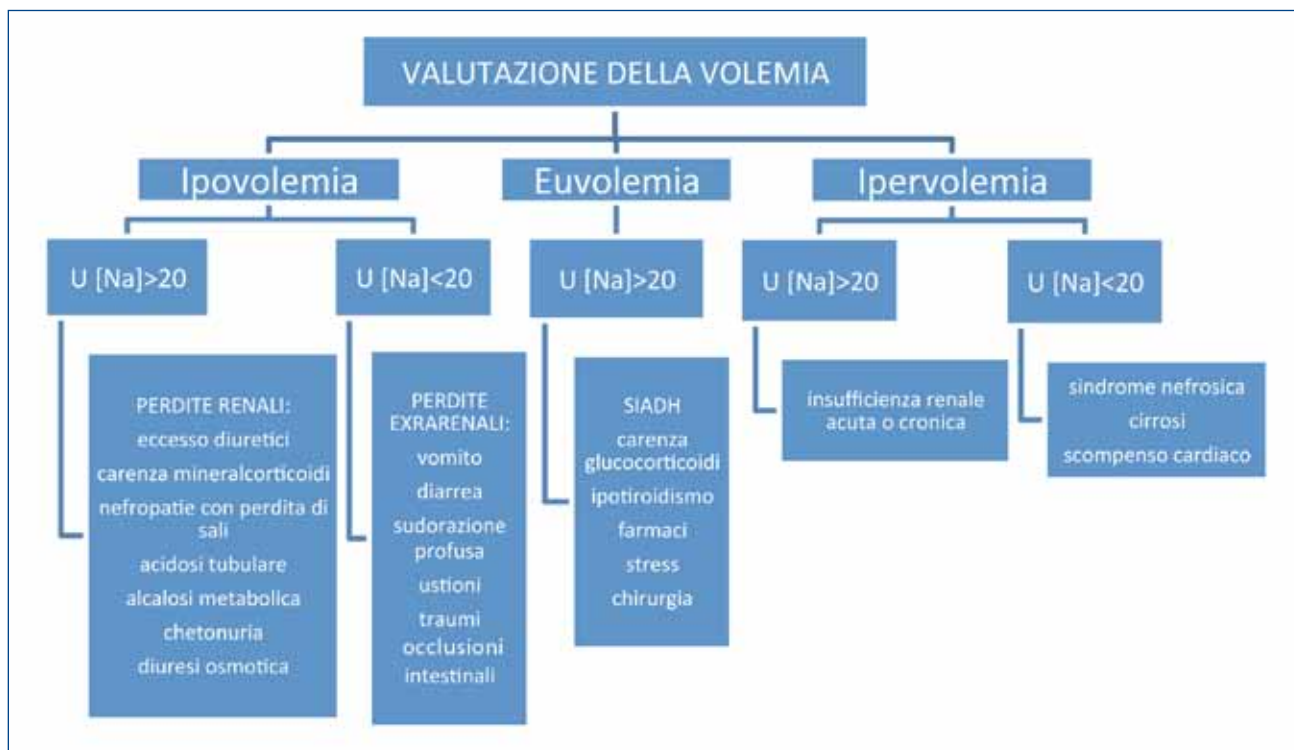 VALUTAZIONE DELLA VOLEMIA
Ipovolemia
Euvolemia
Ipervolemia
U [Na]>20
U [Na]<20
U [Na]>20
U [Na]>20
U [Na]<20
PERDITE RENALI:
eccesso diuretici
carenza mineralcorticoidi
nefropatie con perdita di
sali
acidosi tubulare
alcalosi metabolica
chetonuria
diuresi osmotica
PERDITE
EXRARENALI:
vomito
diarrea
sudorazione
profusa
ustioni
traumi
occlusioni
intestinali
SIADH
carenza
glucocorticoidi
ipotiroidismo
farmaci
stress
chirurgia
insufficienza renale
acuta o cronica
sindrome nefrosica
cirrosi
scompenso cardiaco